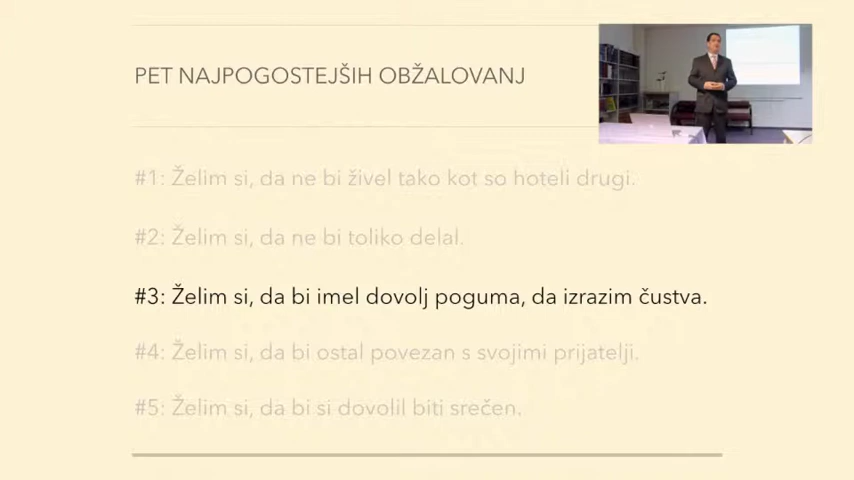 PET NAJPOGOSTEJŠIH OBŽALOVANJ
#1: Želim si, da ne bi živel tako kot so hoteli drugi.
#2: Želim si, da ne bi toliko delal.
#3: Želim si, da bi imel dovolj poguma, da izrazim čustva.
#4: Želim si, da bi ostal povezan s svojimi prijatelji.
#5: Želim si, da bi si dovolil biti srečen.